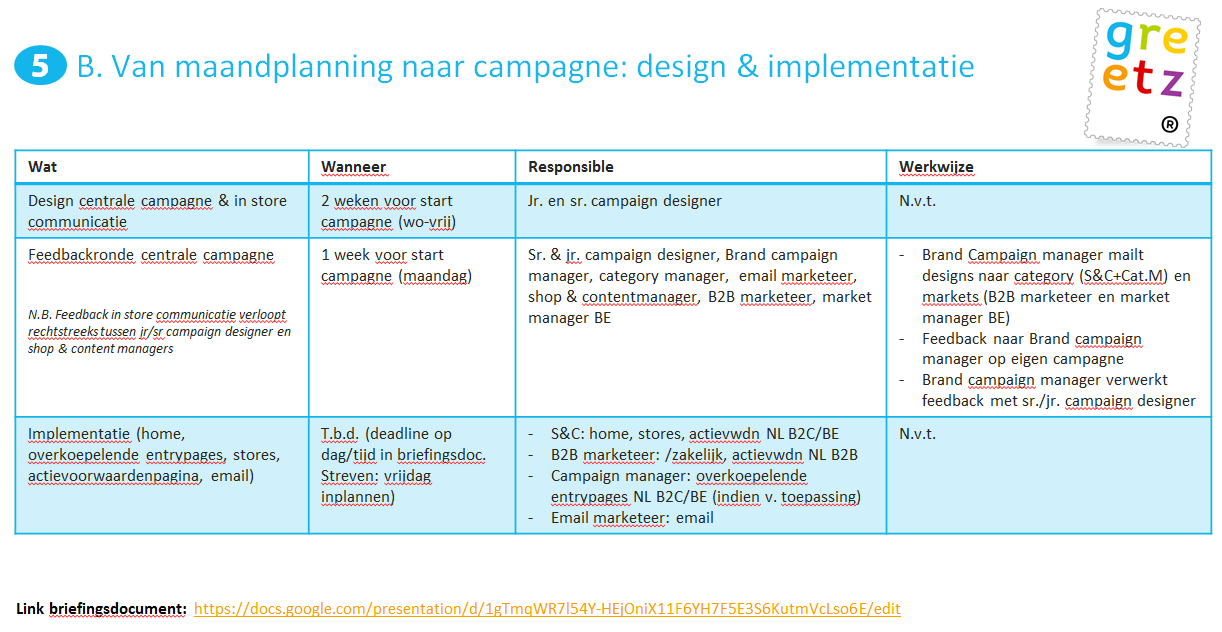 5 B. Van maandplanning naar campagne: design & implementatie
gre
etz
®
Wat
Wanneer
Responsible
Werkwijze
Design centrale campagne & in store
communicatie
2 weken voor start
campagne (wo-vrij)
Jr. en sr. campaign designer
N.v.t.
Feedbackronde centrale campagne
N.B. Feedback in store communicatie verloopt
rechtstreeks tussen jr/sr campaign designer en
shop & content managers
1 week voor start
campagne (maandag)
Sr. & jr. campaign designer, Brand campaign
manager, category manager, email marketeer,
shop & contentmanager, B2B marketeer, market
manager BE
- Brand Campaign manager mailt
designs naar category (S&C+Cat.M) en
markets (B2B marketeer en market
manager BE)
- Feedback naar Brand campaign
manager op eigen campagne
- Brand campaign manager verwerkt
feedback met sr./jr. campaign designer
Implementatie (home,
overkoepelende entrypages, stores,
actievoorwaardenpagina, email)
T.b.d. (deadline op
dag/tijd in briefingsdoc.
Streven: vrijdag
inplannen)
- S&C: home, stores, actievwdn NL B2C/BE
- B2B marketeer: /zakelijk, actievwdn NL B2B
- Campaign manager: overkoepelende
entrypages NL B2C/BE (indien v. toepassing)
- Email marketeer: email
N.v.t.
Link briefingsdocument: https://docs.google.com/presentation/d/1gTmqWR7l54Y-HEjOniX11F6YH7F5E3S6KutmVcLso6E/edit